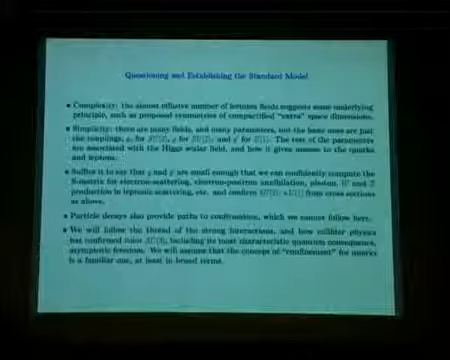 Questioning and Establishing the Standard Model
• Complexity: the almost effusive number of fermion fields suggests some underlying
principle, such as proposed symmetries of compactified "extra" space dimensions.
• Simplicity: there are many fields, and many parameters, but the basic ones are just
the couplings, g, for SU(3), g for SU(2), and g' for U(1). The rest of the parameters
are associated with the Higgs scalar field, and how it gives masses to the quarks
and leptons.
• Suffice it to say that g and g' are small enough that we can confidently compute the
S-matrix for electron-scattering, electron-positron annihilation, photon, W and Z
production in leptonic scattering, etc. and confirm SU(2) × U(1) from cross sections
as above.
• Particle decays also provide paths to confirmation, which we cannot follow here.
• We will follow the thread of the strong interactions, and how collider physics
has confirmed color SU(3), including its most characteristic quantum consequence,
asymptotic freedom. We will assume that the concept of "confinement" for quarks
is a familiar one, at least in broad terms.